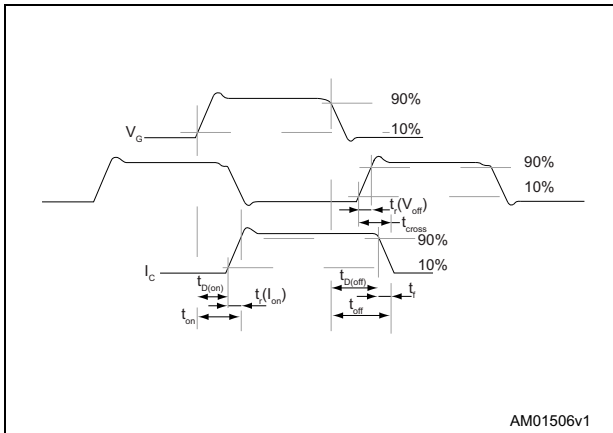 90%
V_G
10%
90%
10%
t_r(V_off)
t_cross
90%
I_C
10%
t_D(on)
t_r(I_on)
t_D(off)
t_f
t_on
t_off
AM01506v1